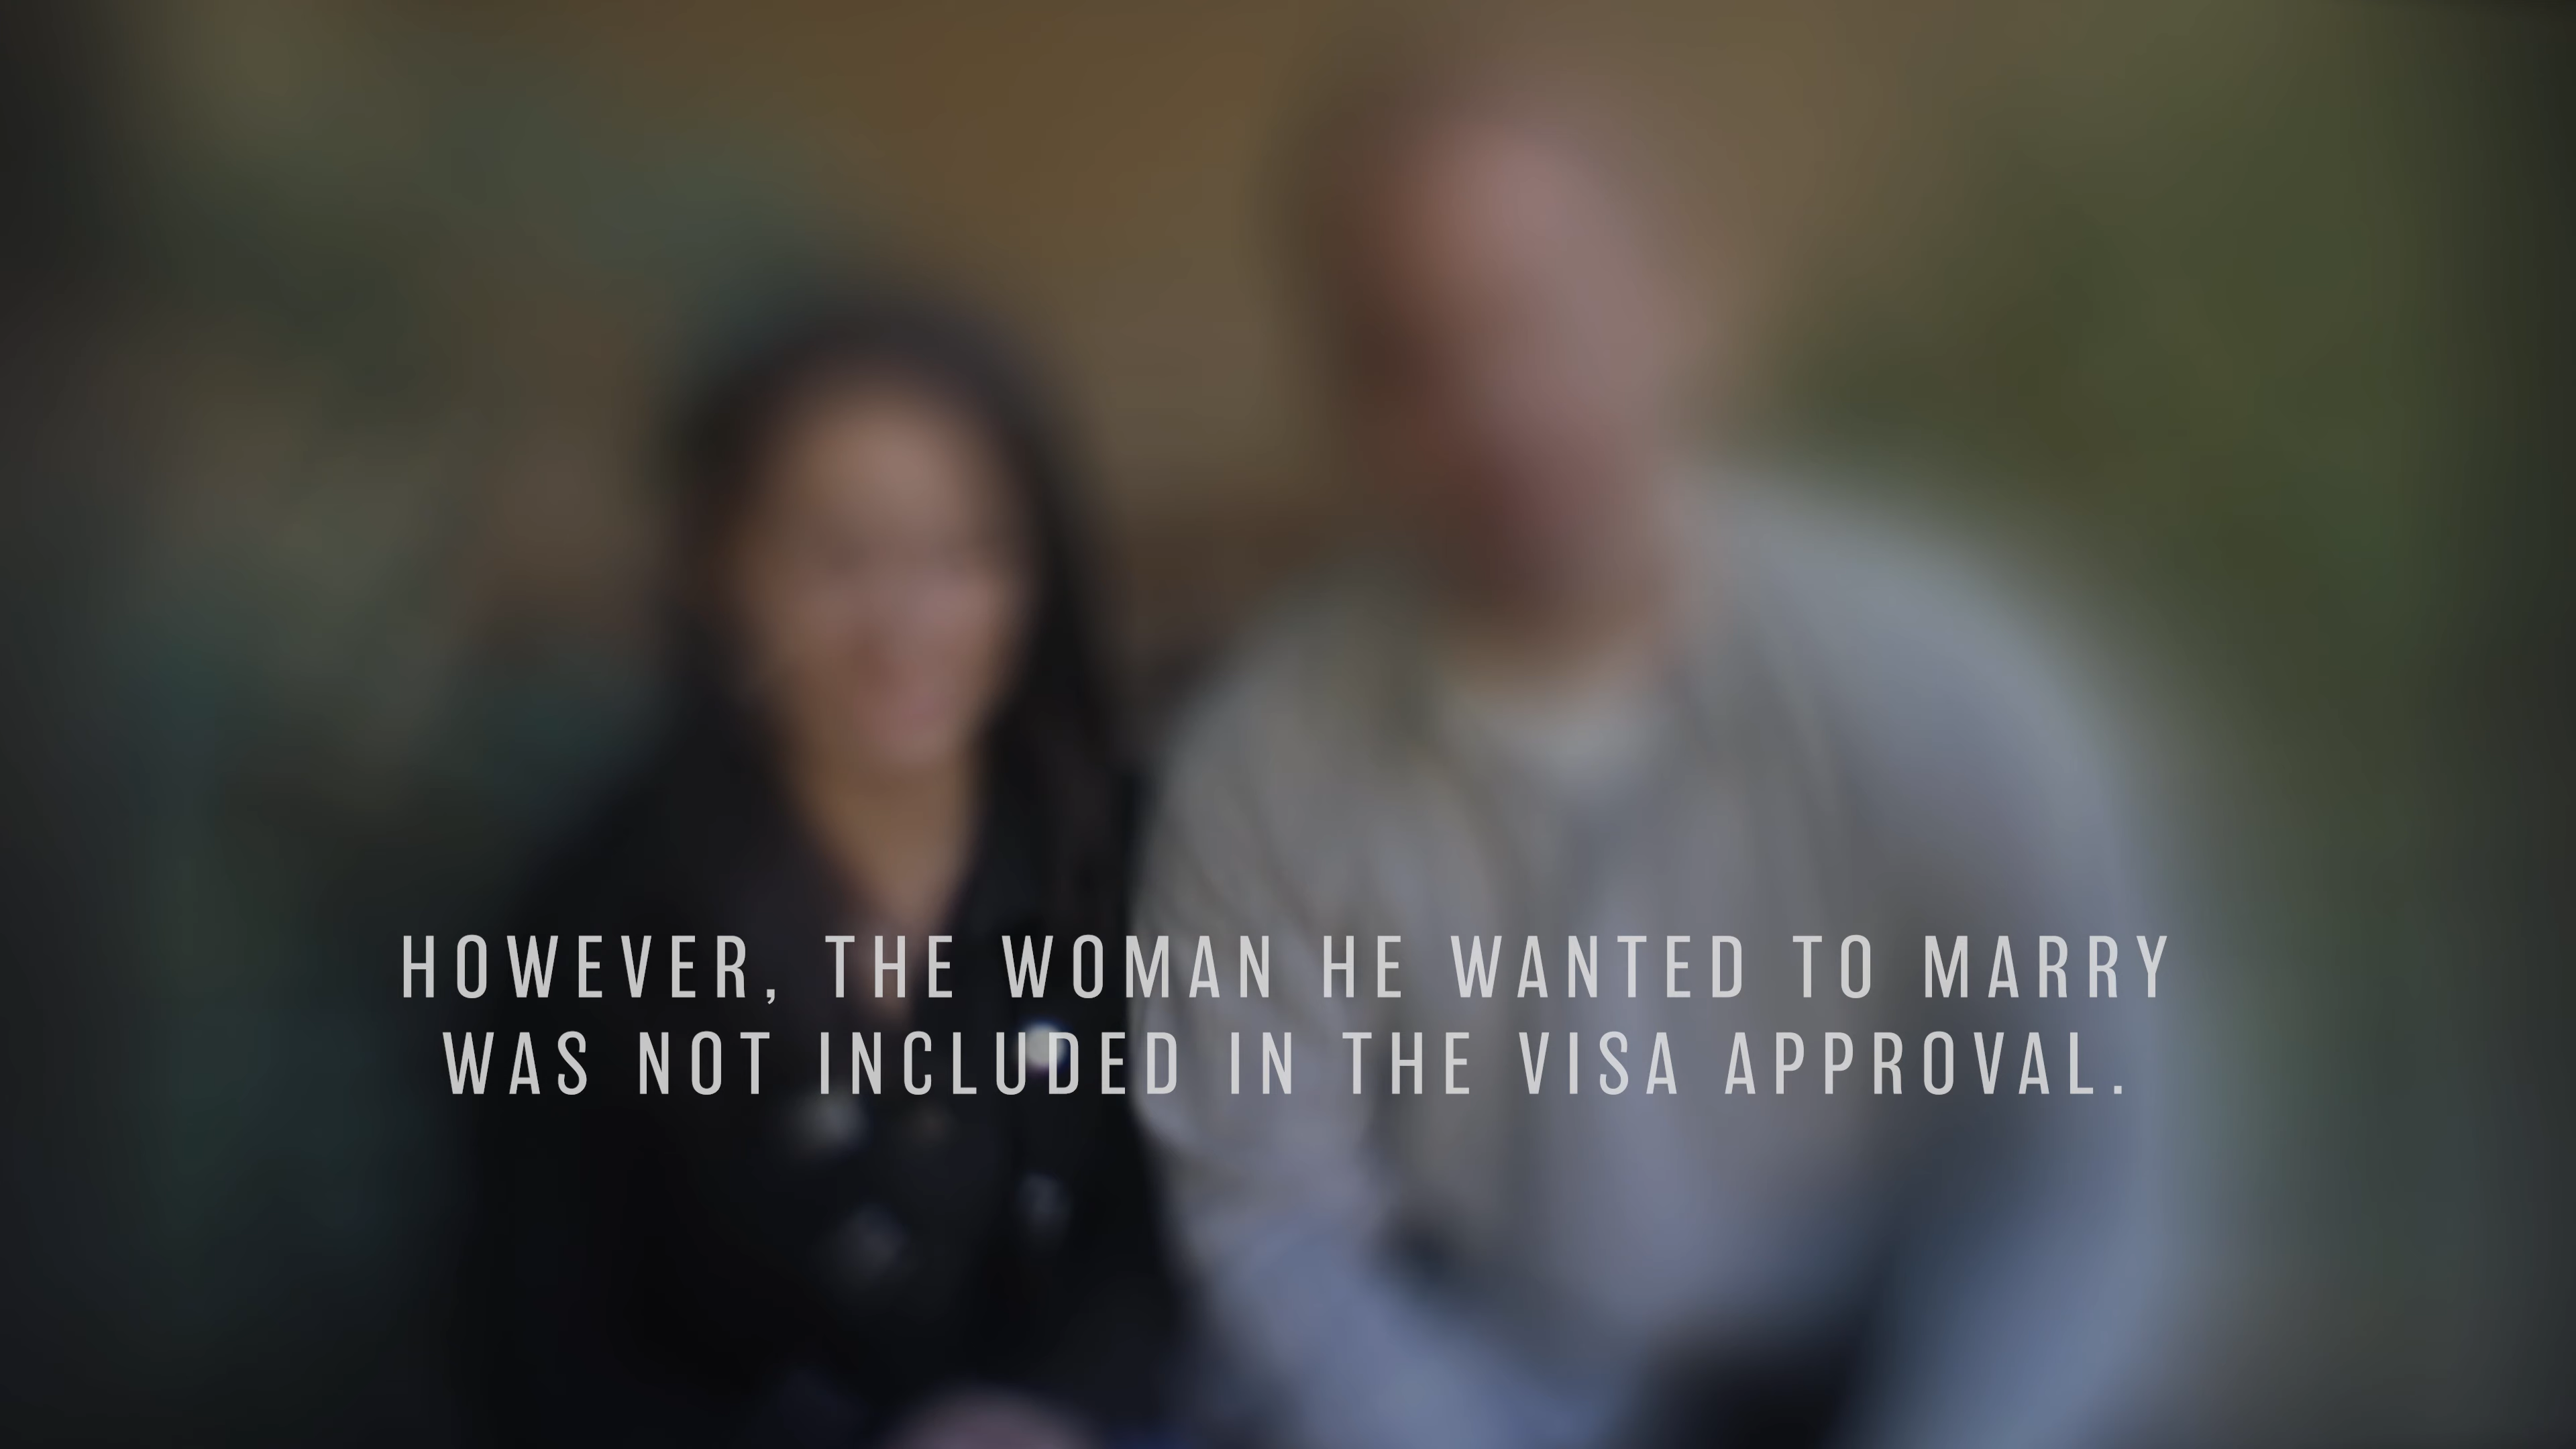 HOWEVER, THE WOMAN HE WANTED TO MARRY
WAS NOT INCLUDED IN THE VISA APPROVAL.